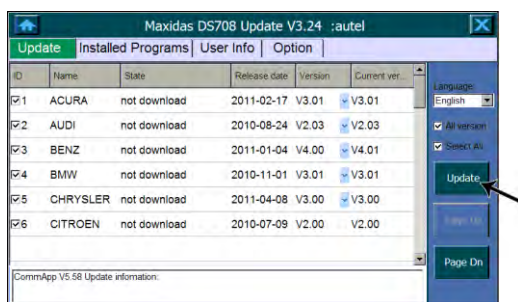 Maxidas DS708 Update V3.24 :autel
Update Installed Programs User Info Option
ID Name State Release date Version Current ver...
1 ACURA not download 2011-02-17 V3.01 V3.01
2 AUDI not download 2010-08-24 V2.03 V2.03
3 BENZ not download 2011-01-04 V4.00 V4.01
4 BMW not download 2010-11-01 V3.01 V3.01
5 CHRYSLER not download 2011-04-08 V3.00 V3.00
6 CITROEN not download 2010-07-09 V2.00 V2.00
CommApp V5.58 Update infomation:
Language:
English
All version
Select All
Update
Page Up
Page Dn